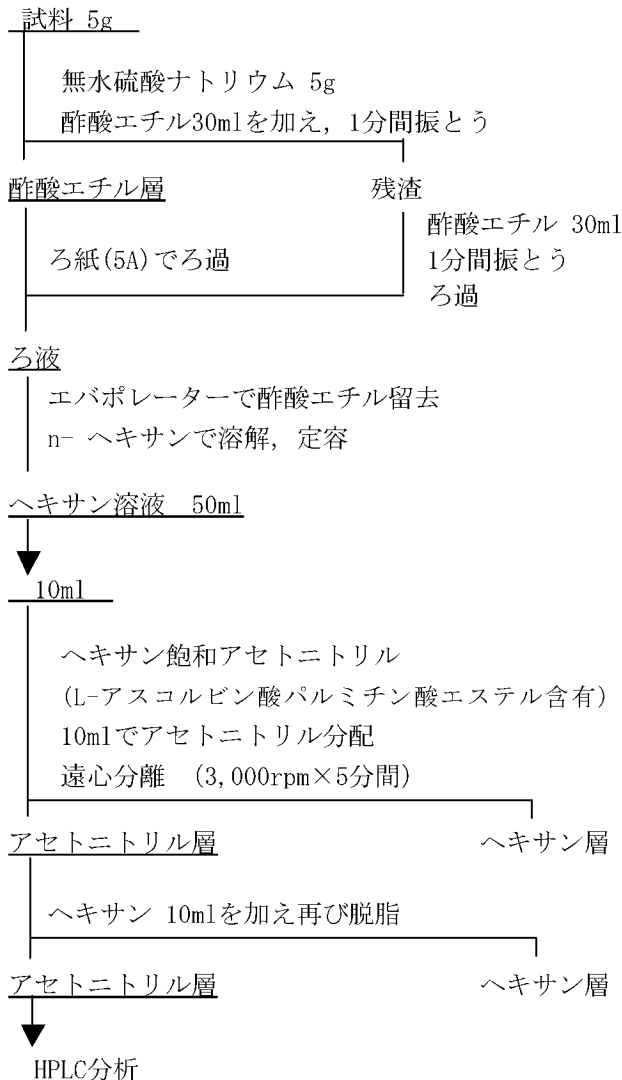 試料 5g
無水硫酸ナトリウム 5g
酢酸エチル30mlを加え，1分間振とう
酢酸エチル層
残渣
酢酸エチル 30ml
ろ紙(5A)でろ過
1分間振とう
ろ過
ろ液
エバポレーターで酢酸エチル留去
n- ヘキサンで溶解，定容
ヘキサン溶液 50ml
10ml
ヘキサン飽和アセトニトリル
(L-アスコルビン酸パルミチン酸エステル含有)
10mlでアセトニトリル分配
遠心分離 (3,000rpm×5分間)
アセトニトリル層
ヘキサン層
ヘキサン 10mlを加え再び脱脂
アセトニトリル層
ヘキサン層
HPLC分析